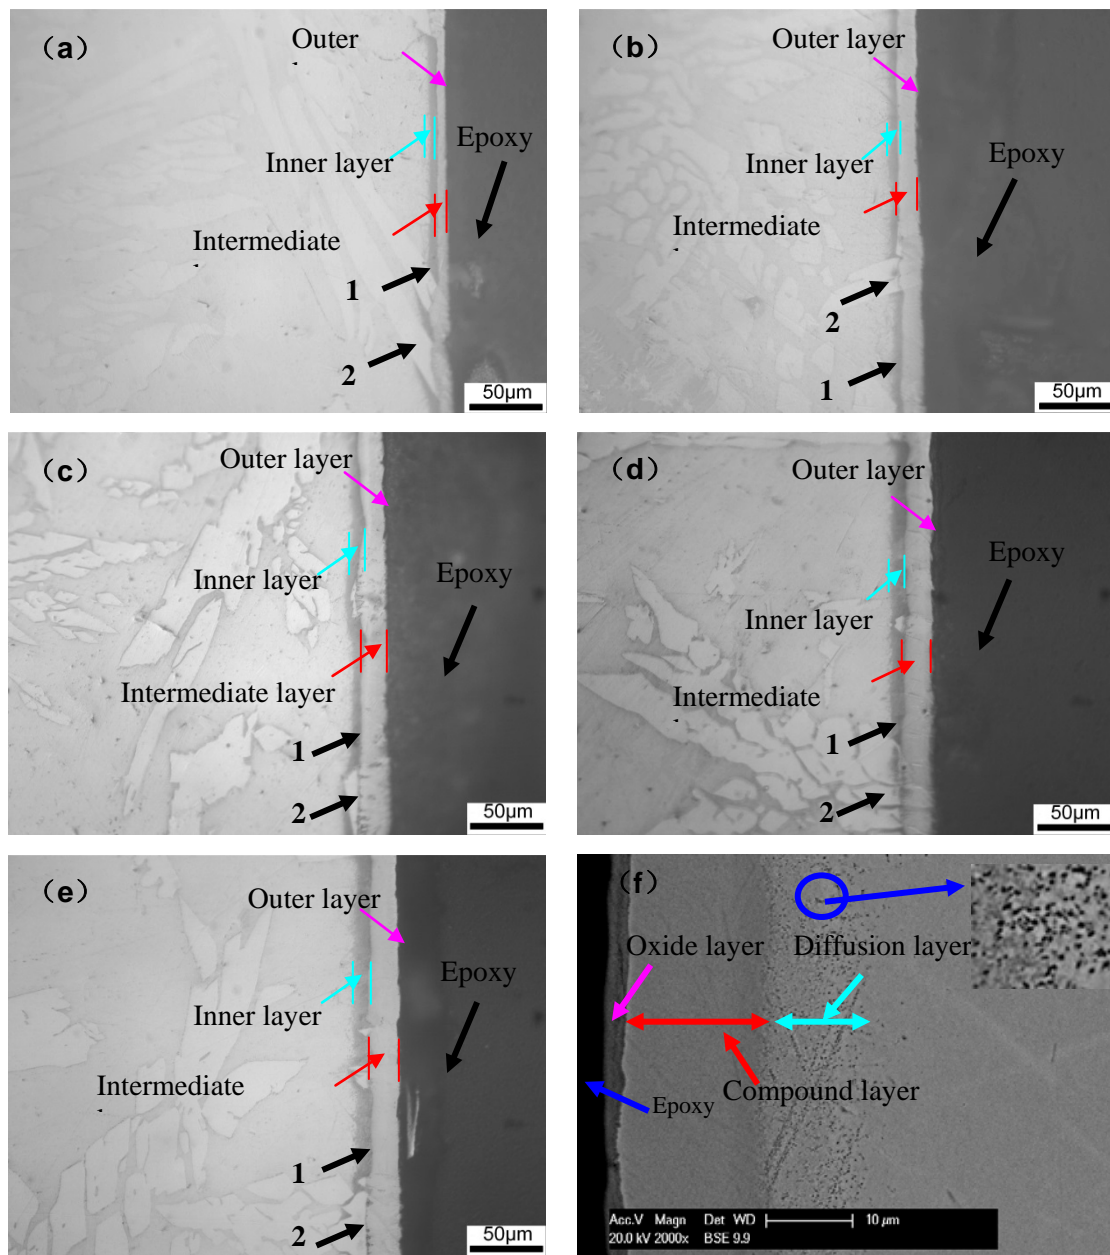 (a)
Outer
Inner layer
Epoxy
Intermediate
1
2
50μm
(b)
Outer layer
Inner layer
Epoxy
Intermediate
2
1
50μm
(c)
Outer layer
Inner layer
Epoxy
Intermediate layer
1
2
50μm
(d)
Outer layer
Epoxy
Inner layer
Intermediate
1
2
50μm
(e)
Outer layer
Epoxy
Inner layer
Intermediate
1
2
50μm
(f)
Oxide layer
Diffusion layer
Compound layer
Epoxy
Acc.V Magn Det WD 10 μm
20.0 kV 2000x BSE 9.9